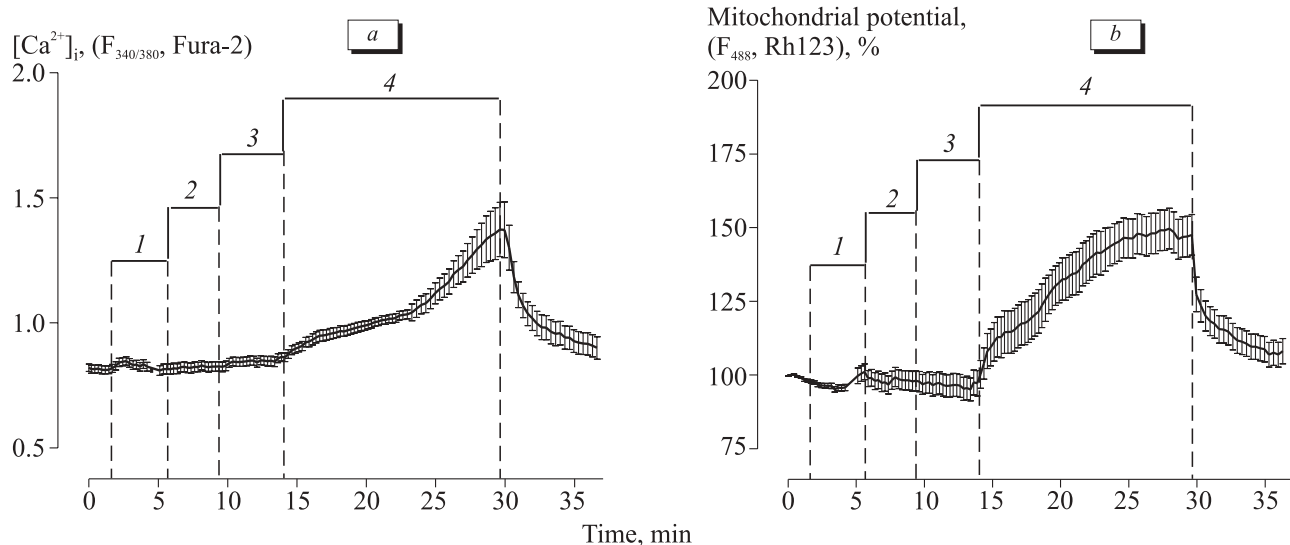 [Ca²⁺]ᵢ, (F₃₄₀/₃₈₀, Fura-2)
a
2.0
1.5
1.0
0.5
1
2
3
4
0 5 10 15 20 25 30 35
Mitochondrial potential,
(F₄₈₈, Rh123), %
b
200
175
150
125
100
75
1
2
3
4
0 5 10 15 20 25 30 35
Time, min